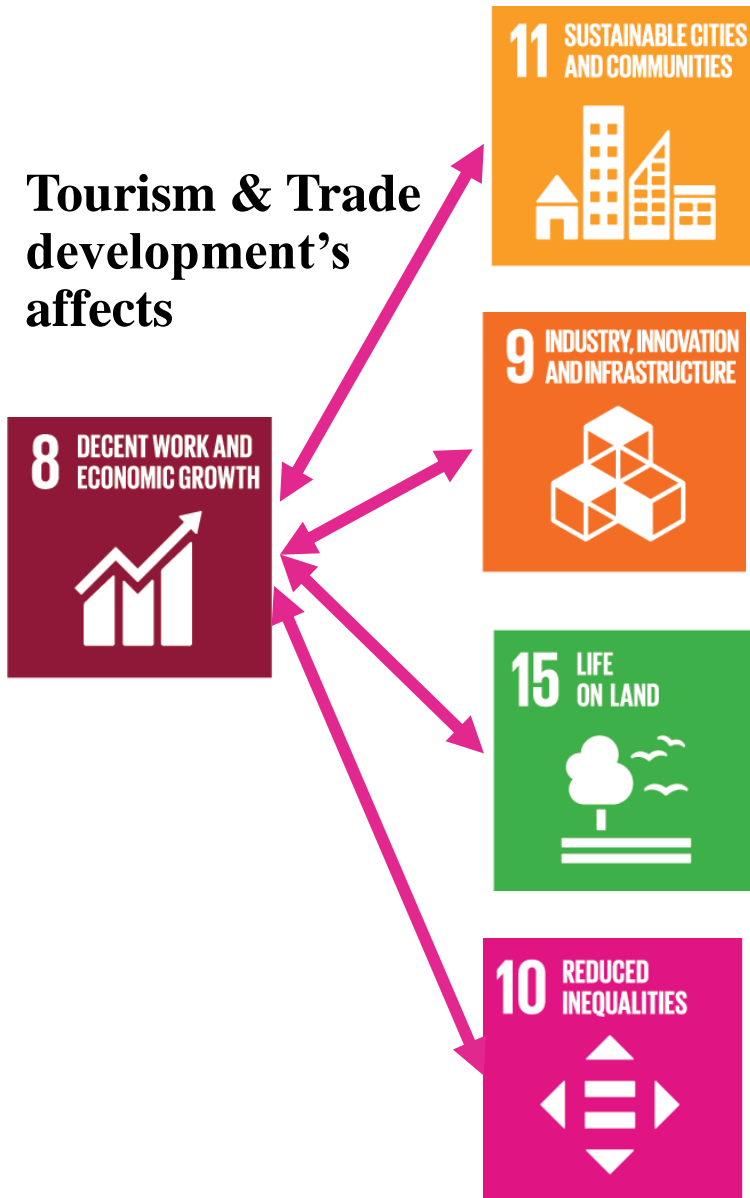 Tourism & Trade
development’s
affects
8 DECENT WORK AND
ECONOMIC GROWTH
11 SUSTAINABLE CITIES
AND COMMUNITIES
9 INDUSTRY, INNOVATION
AND INFRASTRUCTURE
15 LIFE
ON LAND
10 REDUCED
INEQUALITIES